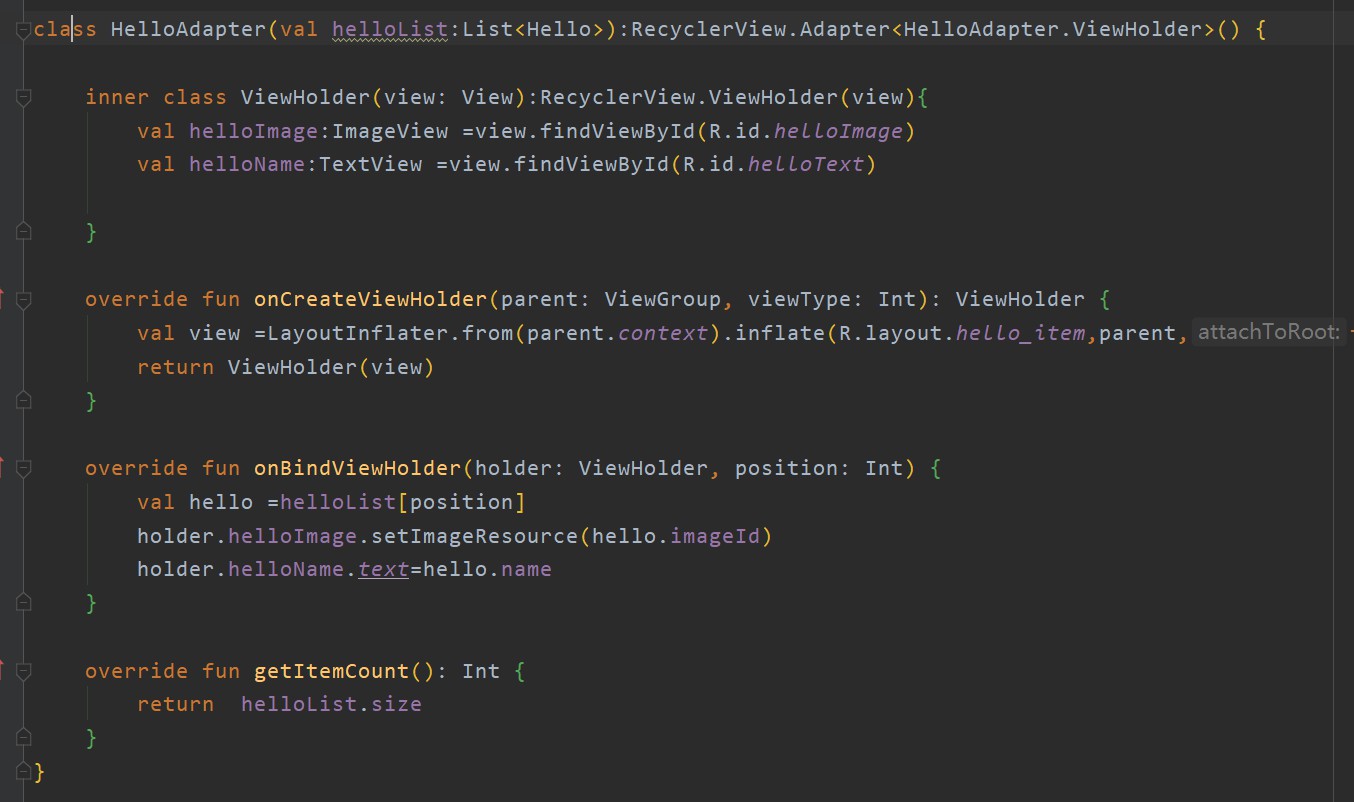 class HelloAdapter(val helloList:List<Hello>):RecyclerView.Adapter<HelloAdapter.ViewHolder>() {
inner class ViewHolder(view: View):RecyclerView.ViewHolder(view){
val helloImage:ImageView =view.findViewById(R.id.helloImage)
val helloName:TextView =view.findViewById(R.id.helloText)
}
override fun onCreateViewHolder(parent: ViewGroup, viewType: Int): ViewHolder {
val view =LayoutInflater.from(parent.context).inflate(R.layout.hello_item,parent, attachToRoot:
return ViewHolder(view)
}
override fun onBindViewHolder(holder: ViewHolder, position: Int) {
val hello =helloList[position]
holder.helloImage.setImageResource(hello.imageId)
holder.helloName.text=hello.name
}
override fun getItemCount(): Int {
return  helloList.size
}
}